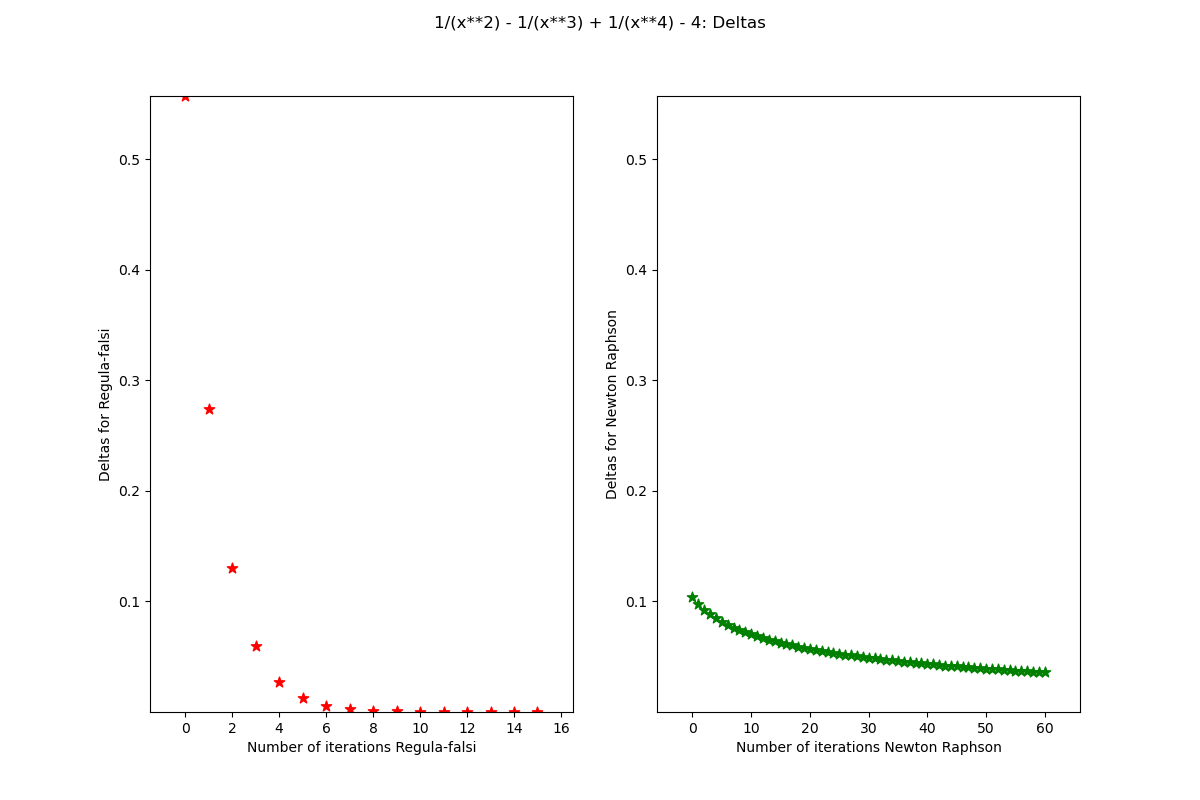 1/(x**2) - 1/(x**3) + 1/(x**4) - 4: Deltas
Deltas for Regula-falsi
0.5
0.4
0.3
0.2
0.1
0 2 4 6 8 10 12 14 16
Number of iterations Regula-falsi
Deltas for Newton Raphson
0.5
0.4
0.3
0.2
0.1
0 10 20 30 40 50 60
Number of iterations Newton Raphson